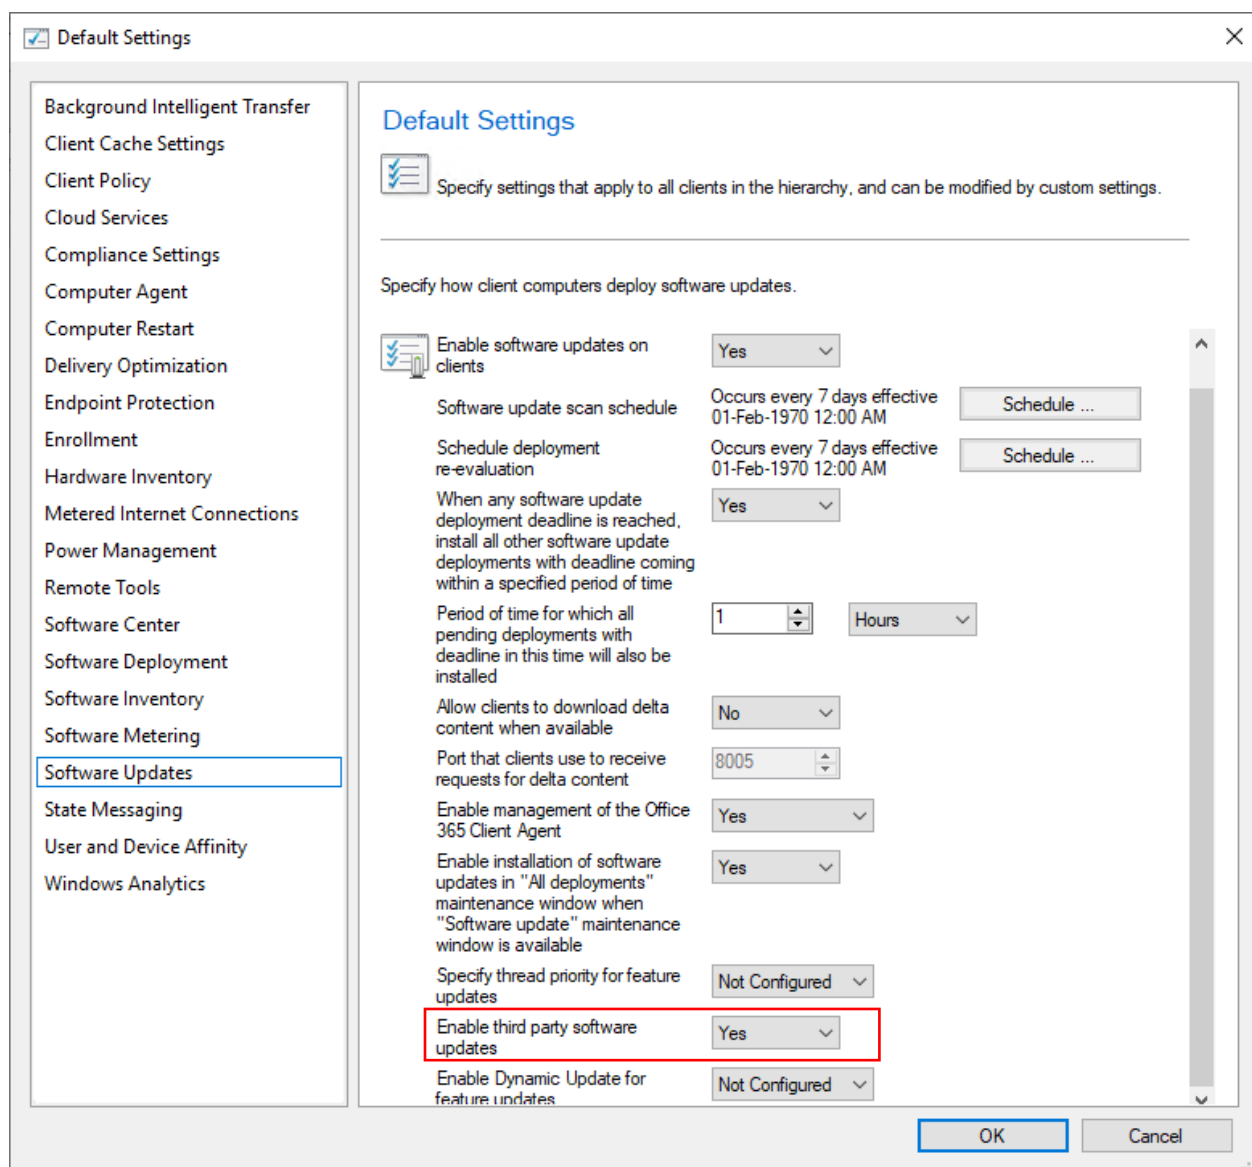 Default Settings
Background Intelligent Transfer
Client Cache Settings
Client Policy
Cloud Services
Compliance Settings
Computer Agent
Computer Restart
Delivery Optimization
Endpoint Protection
Enrollment
Hardware Inventory
Metered Internet Connections
Power Management
Remote Tools
Software Center
Software Deployment
Software Inventory
Software Metering
Software Updates
State Messaging
User and Device Affinity
Windows Analytics
Default Settings
Specify settings that apply to all clients in the hierarchy, and can be modified by custom settings.
Specify how client computers deploy software updates.
Enable software updates on
clients
Yes
Software update scan schedule
Occurs every 7 days effective
01-Feb-1970 12:00 AM
Schedule ...
Schedule deployment
re-evaluation
Occurs every 7 days effective
01-Feb-1970 12:00 AM
Schedule ...
When any software update
deployment deadline is reached,
install all other software update
deployments with deadline coming
within a specified period of time
Yes
Period of time for which all
pending deployments with
deadline in this time will also be
installed
1
Hours
Allow clients to download delta
content when available
No
Port that clients use to receive
requests for delta content
8005
Enable management of the Office
365 Client Agent
Yes
Enable installation of software
updates in "All deployments"
maintenance window when
"Software update" maintenance
window is available
Yes
Specify thread priority for feature
updates
Not Configured
Enable third party software
updates
Yes
Enable Dynamic Update for
feature updates
Not Configured
OK
Cancel